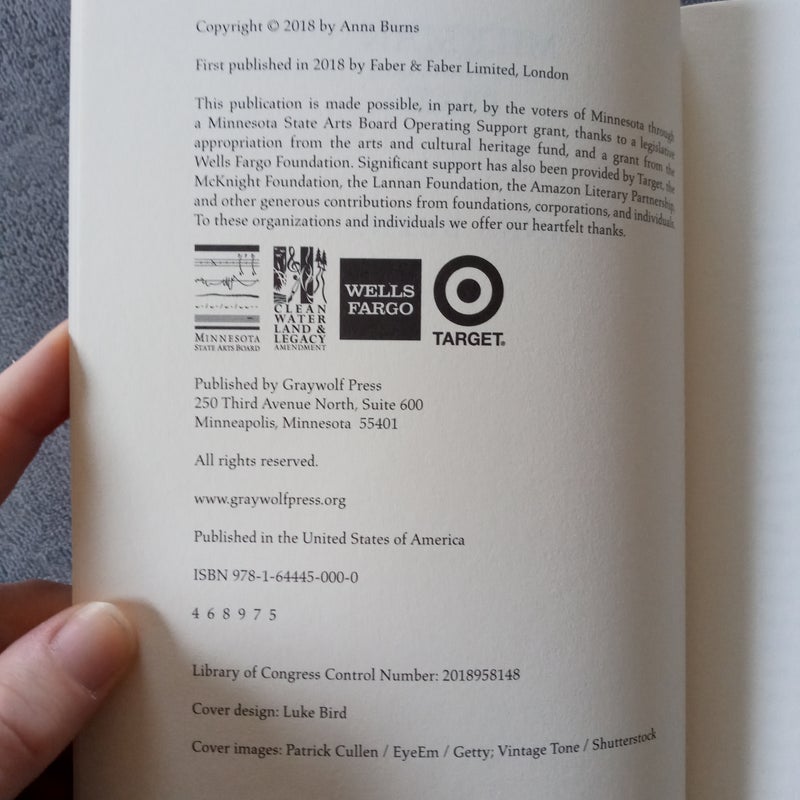 Copyright © 2018 by Anna Burns
First published in 2018 by Faber & Faber Limited, London
This publication is made possible, in part, by the voters of Minnesota through
a Minnesota State Arts Board Operating Support grant, thanks to a legislative
appropriation from the arts and cultural heritage fund, and a grant from the
Wells Fargo Foundation. Significant support has also been provided by Target, the
McKnight Foundation, the Lannan Foundation, the Amazon Literary Partnership,
and other generous contributions from foundations, corporations, and individuals.
To these organizations and individuals we offer our heartfelt thanks.
MINNESOTA
STATE ARTS BOARD
CLEAN
WATER
LAND &
LEGACY
AMENDMENT
WELLS
FARGO
TARGET®
Published by Graywolf Press
250 Third Avenue North, Suite 600
Minneapolis, Minnesota 55401
All rights reserved.
www.graywolfpress.org
Published in the United States of America
ISBN 978-1-64445-000-0
4 6 8 9 7 5
Library of Congress Control Number: 2018958148
Cover design: Luke Bird
Cover images: Patrick Cullen / EyeEm / Getty; Vintage Tone / Shutterstock